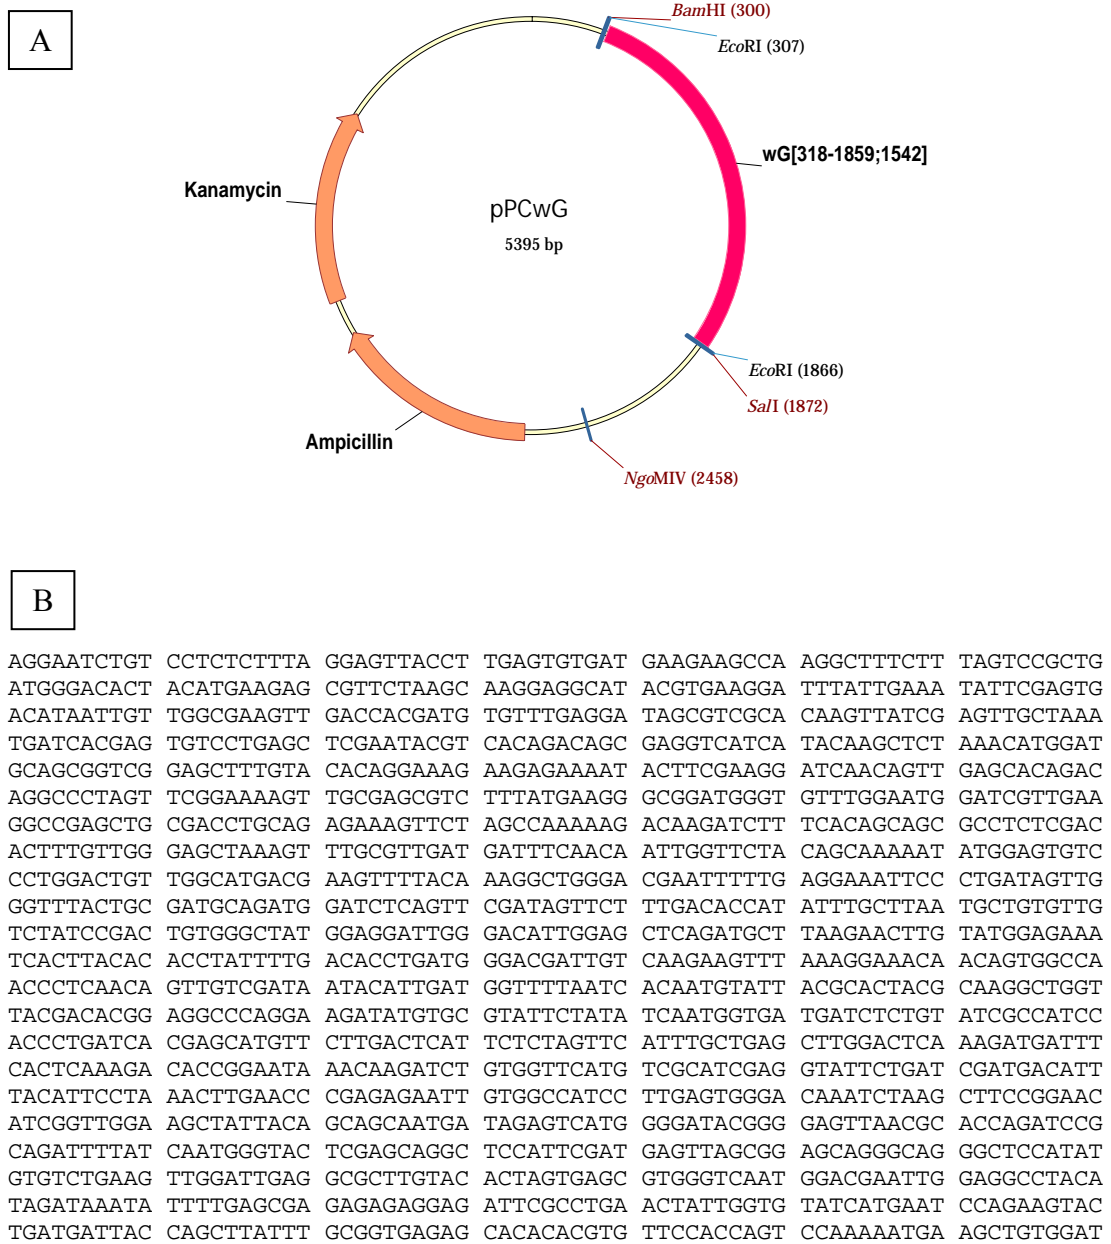 A
BamHI (300)
EcoRI (307)
wG[318-1859;1542]
Kanamycin
pPCwG
5395 bp
EcoRI (1866)
SalI (1872)
Ampicillin
NgoMIV (2458)
B
AGGAATCTGT CCTCTCTTTA GGAGTTACCT TGAGTGTGAT GAAGAAGCCA AGGCTTTCTT TAGTCCGCTG
ATGGGACACT ACATGAAGAG CGTTCTAAGC AAGGAGGCAT ACGTGAAGGA TTTATTGAAA TATTCGAGTG
ACATAATTGT TGGCGAAGTT GACCACGATG TGTTTGAGGA TAGCGTCGCA CAAGTTATCG AGTTGCTAAA
TGATCACGAG TGTCCTGAGC TCGAATACGT CACAGACAGC GAGGTCATCA TACAAGCTCT AAACATGGAT
GCAGCGGTCG GAGCTTTGTA CACAGGAAAG AAGAGAAAAT ACTTCGAAGG ATCAACAGTT GAGCACAGAC
AGGCCCTAGT TCGGAAAAGT TGCGAGCGTC TTTATGAAGG GCGGATGGGT GTTTGGAATG GATCGTTGAA
GGCCGAGCTG CGACCTGCAG AGAAAGTTCT AGCCAAAAAG ACAAGATCTT TCACAGCAGC GCCTCTCGAC
ACTTTGTTGG GAGCTAAAGT TTGCGTTGAT GATTTCAACA ATTGGTTCTA CAGCAAAAAT ATGGAGTGTC
CCTGGACTGT TGGCATGACG AAGTTTTACA AAGGCTGGGA CGAATTTTTG AGGAAATTCC CTGATAGTTG
GGTTTACTGC GATGCAGATG GATCTCAGTT CGATAGTTCT TTGACACCAT ATTTGCTTAA TGCTGTGTTG
TCTATCCGAC TGTGGGCTAT GGAGGATTGG GACATTGGAG CTCAGATGCT TAAGAACTTG TATGGAGAAA
TCACTTACAC ACCTATTTTG ACACCTGATG GGACGATTGT CAAGAAGTTT AAAGGAAACA ACAGTGGCCA
ACCCTCAACA GTTGTCGATA ATACATTGAT GGTTTTAATC ACAATGTATT ACGCACTACG CAAGGCTGGT
TACGACACGG AGGCCCAGGA AGATATGTGC GTATTCTATA TCAATGGTGA TGATCTCTGT ATCGCCATCC
ACCCTGATCA CGAGCATGTT CTTGACTCAT TCTCTAGTTC ATTTGCTGAG CTTGGACTCA AAGATGATTT
CACTCAAAGA CACCGGAATA AACAAGATCT GTGGTTCATG TCGCATCGAG GTATTCTGAT CGATGACATT
TACATTCCTA AACTTGAACC CGAGAGAATT GTGGCCATCC TTGAGTGGGA CAAATCTAAG CTTCCGGAAC
ATCGGTTGGA AGCTATTACA GCAGCAATGA TAGAGTCATG GGGATACGGG GAGTTAACGC ACCAGATCCG
CAGATTTTAT CAATGGGTAC TCGAGCAGGC TCCATTCGAT GAGTTAGCGG AGCAGGGCAG GGCTCCATAT
GTGTCTGAAG TTGGATTGAG GCGCTTGTAC ACTAGTGAGC GTGGGTCAAT GGACGAATTG GAGGCCTACA
TAGATAAATA TTTTGAGCGA GAGAGAGGAG ATTCGCCTGA ACTATTGGTG TATCATGAAT CCAGAAGTAC
TGATGATTAC CAGCTTATTT GCGGTGAGAG CACACACGTG TTCCACCAGT CCAAAAATGA AGCTGTGGAT